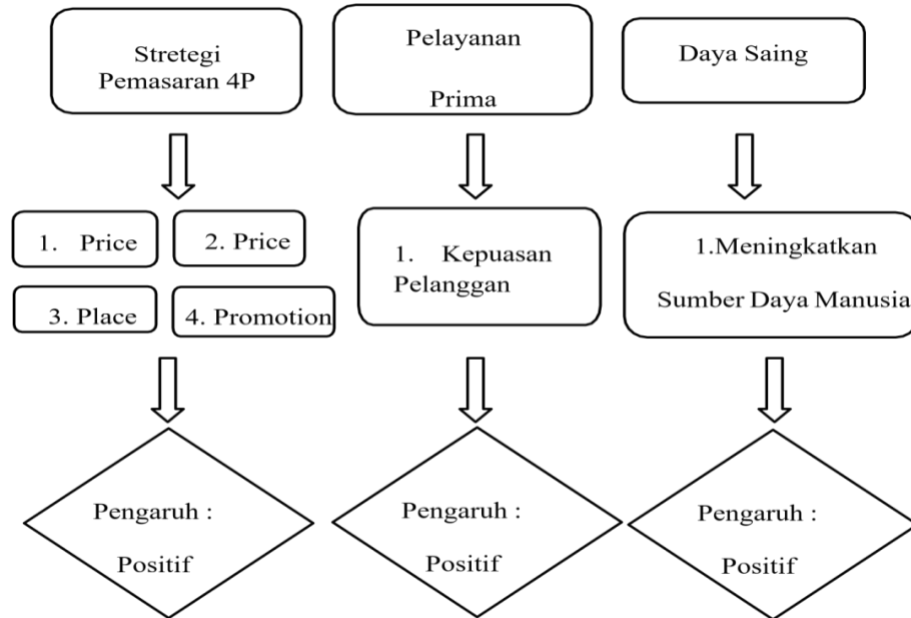 Stretegi
Pemasaran 4P
Pelayanan
Prima
Daya Saing
1. Price
2. Price
3. Place
4. Promotion
1. Kepuasan
Pelanggan
1.Meningkatkan
Sumber Daya Manusia
Pengaruh :
Positif
Pengaruh :
Positif
Pengaruh :
Positif